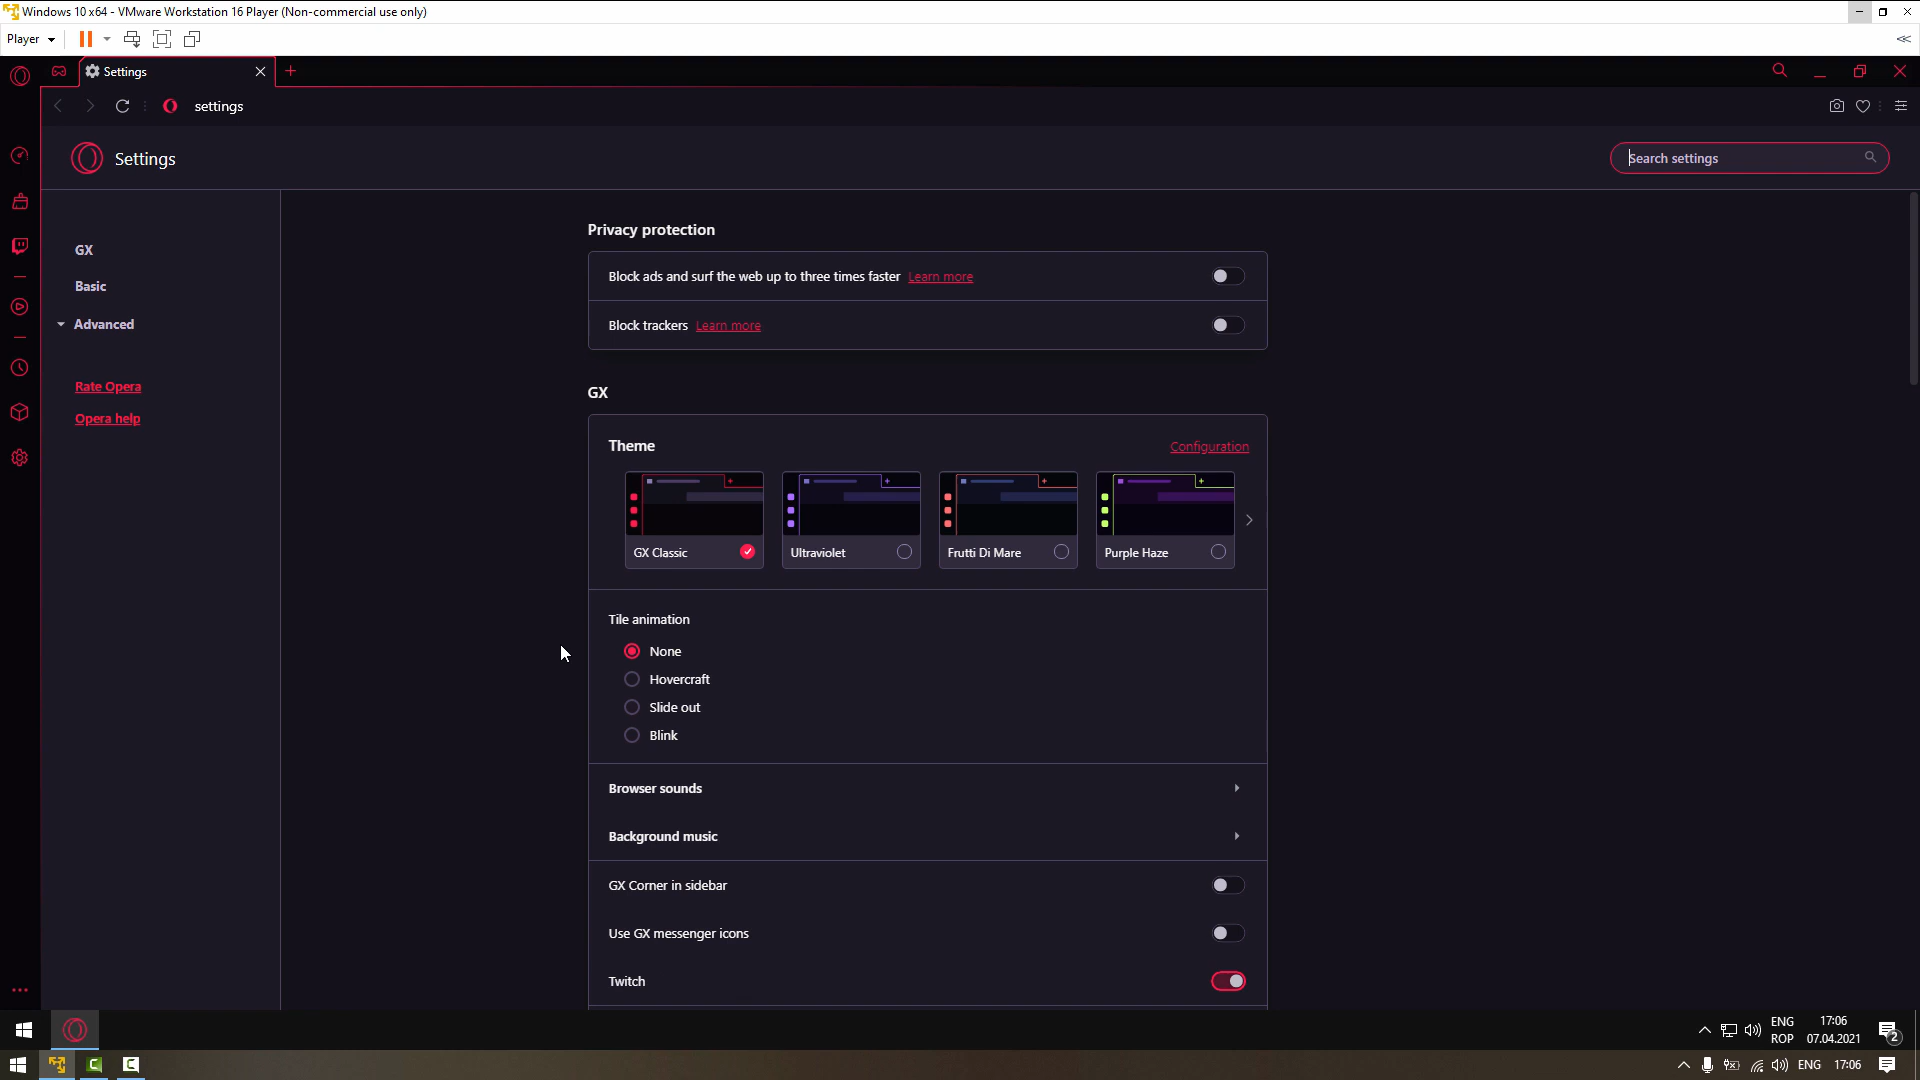 Windows 10 x64 - VMware Workstation 16 Player (Non-commercial use only)
Player
Settings
settings
Settings
Search settings
GX
Basic
Advanced
Rate Opera
Opera help
Privacy protection
Block ads and surf the web up to three times faster Learn more
Block trackers Learn more
GX
Theme Configuration
GX Classic Ultraviolet Frutti Di Mare Purple Haze
Tile animation
None
Hovercraft
Slide out
Blink
Browser sounds
Background music
GX Corner in sidebar
Use GX messenger icons
Twitch
ENG 17:06
ROP 07.04.2021 2
ENG 17:06